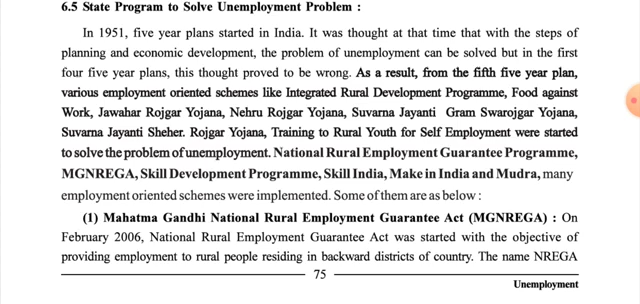 6.5 State Program to Solve Unemployment Problem :
In 1951, five year plans started in India. It was thought at that time that with the steps of
planning and economic development, the problem of unemployment can be solved but in the first
four five year plans, this thought proved to be wrong. As a result, from the fifth five year plan,
various employment oriented schemes like Integrated Rural Development Programme, Food against
Work, Jawahar Rojgar Yojana, Nehru Rojgar Yojana, Suvarna Jayanti Gram Swarojgar Yojana,
Suvarna Jayanti Sheher. Rojgar Yojana, Training to Rural Youth for Self Employment were started
to solve the problem of unemployment. National Rural Employment Guarantee Programme,
MGNREGA, Skill Development Programme, Skill India, Make in India and Mudra, many
employment oriented schemes were implemented. Some of them are as below :
(1) Mahatma Gandhi National Rural Employment Guarantee Act (MGNREGA) : On
February 2006, National Rural Employment Guarantee Act was started with the objective of
providing employment to rural people residing in backward districts of country. The name NREGA
75
Unemployment